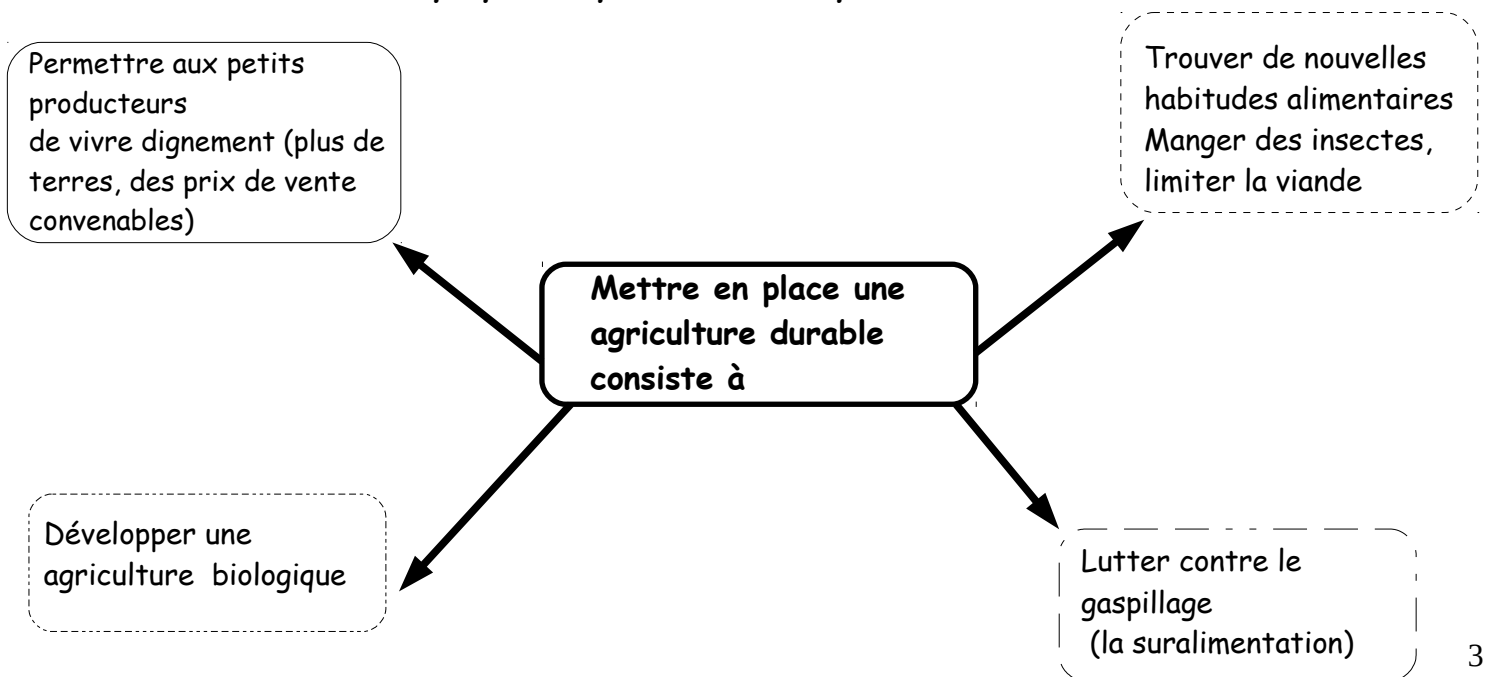 Permettre aux petits
producteurs
de vivre dignement (plus de
terres, des prix de vente
convenables)
Trouver de nouvelles
habitudes alimentaires
Manger des insectes,
limiter la viande
Mettre en place une
agriculture durable
consiste à
Développer une
agriculture biologique
Lutter contre le
gaspillage
(la suralimentation)
3